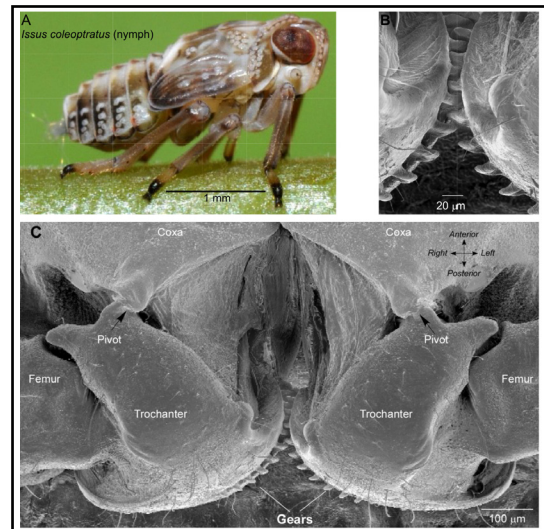 A
Issus coleoptratus (nymph)
1 mm
B
20 µm
C
Coxa
Coxa
Anterior
Right
Left
Posterior
Pivot
Pivot
Femur
Femur
Trochanter
Trochanter
Gears
100 µm